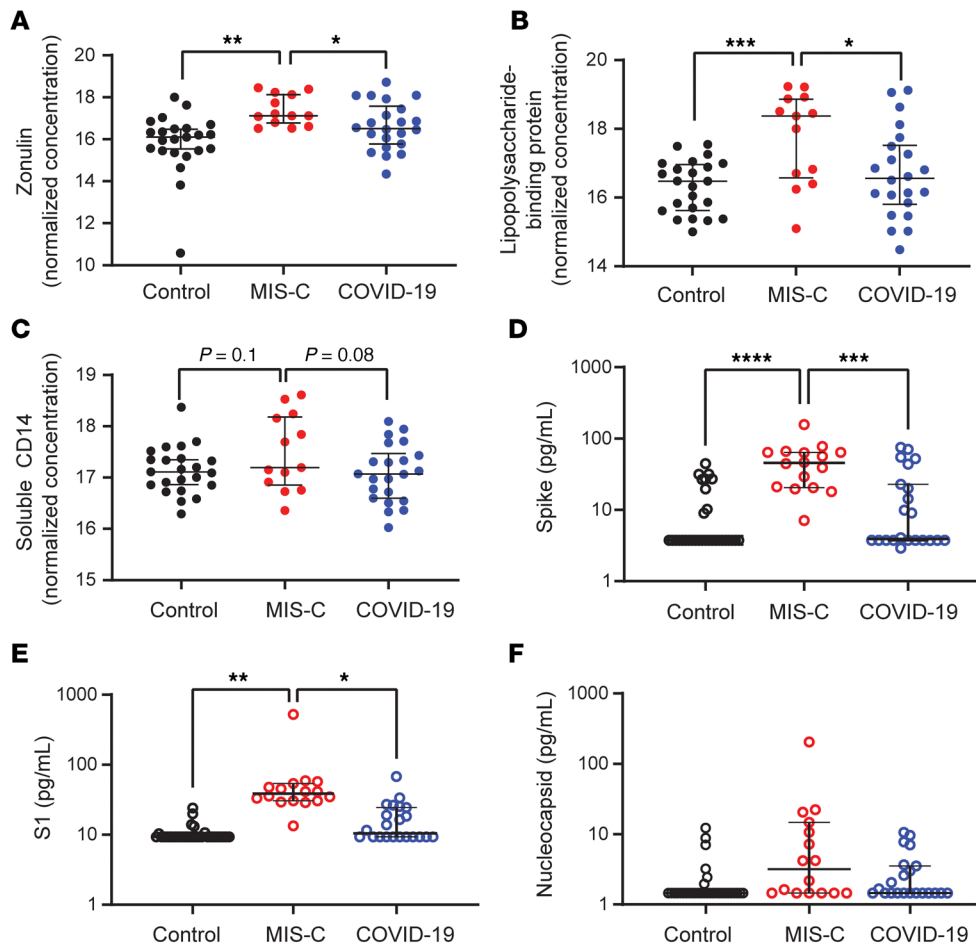 A
Zonulin
(normalized concentration)
20
18
16
14
12
10
**
*
Control
MIS-C
COVID-19
B
Lipopolysaccharide-
binding protein
(normalized concentration)
20
18
16
14
***
*
Control
MIS-C
COVID-19
C
Soluble CD14
(normalized concentration)
19
18
17
16
15
P = 0.1
P = 0.08
Control
MIS-C
COVID-19
D
Spike (pg/mL)
1000
100
10
1
****
***
Control
MIS-C
COVID-19
E
S1 (pg/mL)
1000
100
10
1
**
*
Control
MIS-C
COVID-19
F
Nucleocapsid (pg/mL)
1000
100
10
1
Control
MIS-C
COVID-19